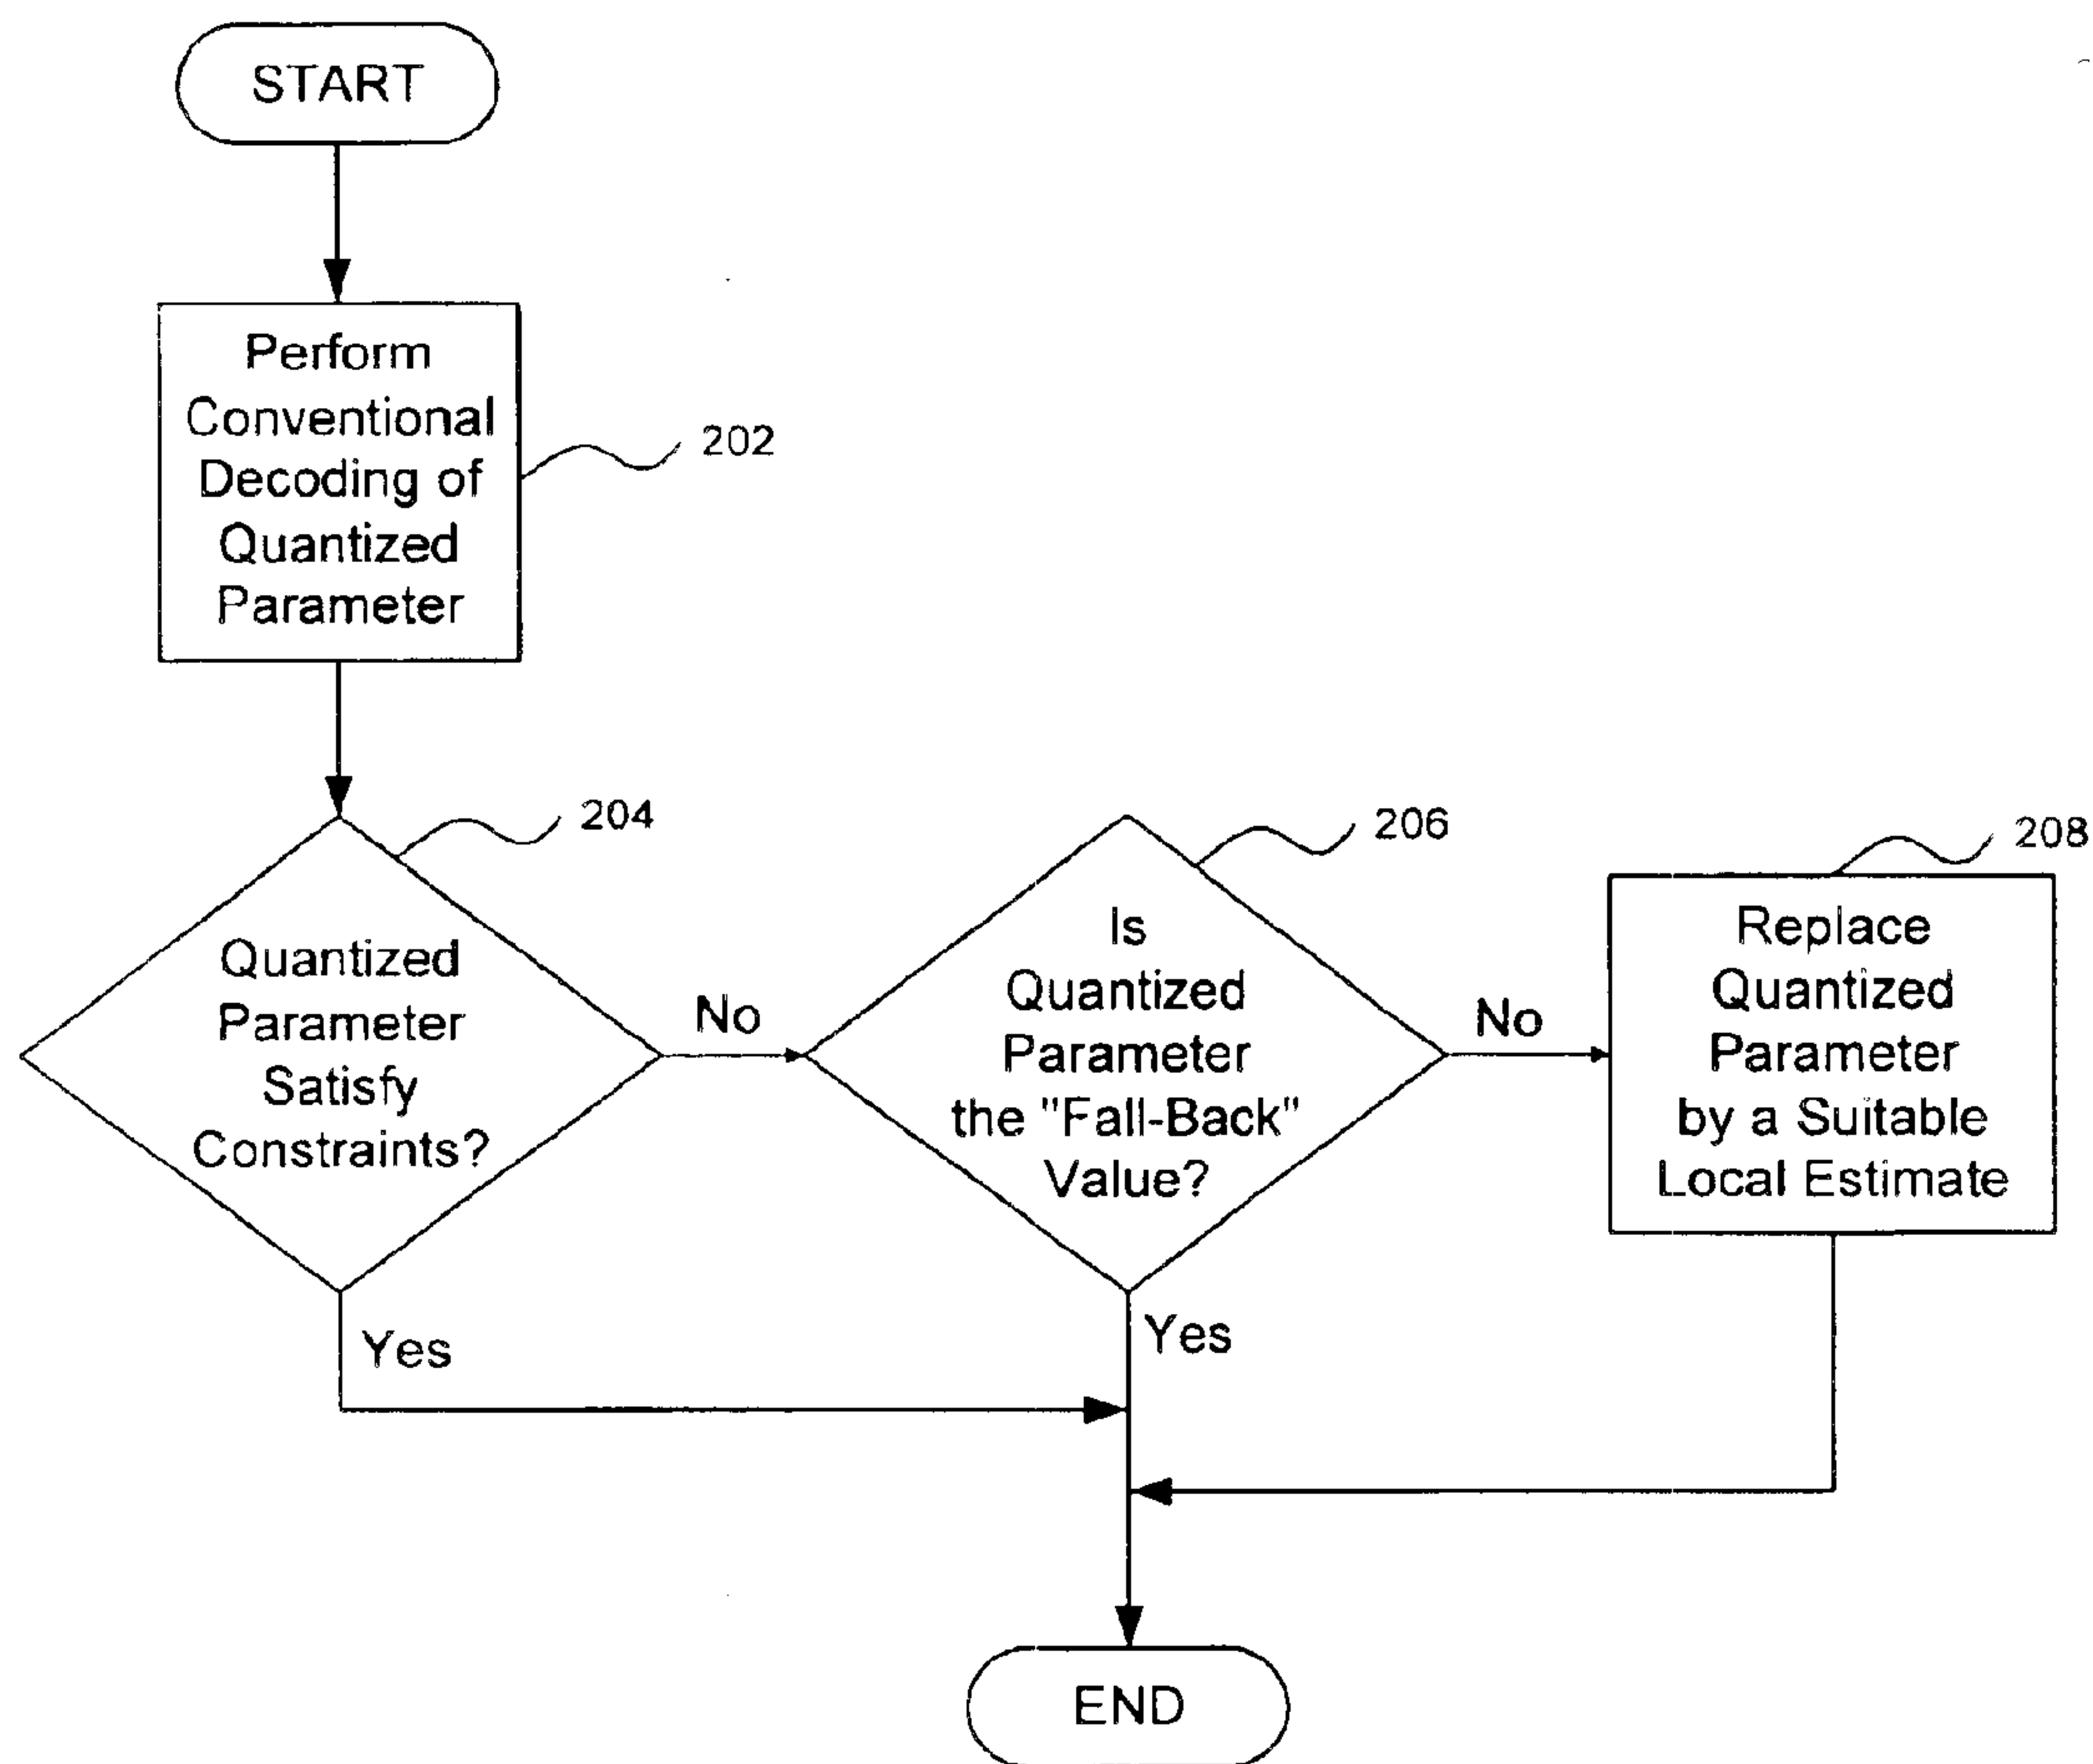 START
Perform
Conventional
Decoding of
Quantized
Parameter
202
204
Quantized
Parameter
Satisfy
Constraints?
No
Yes
206
Is
Quantized
Parameter
the "Fall-Back"
Value?
No
Yes
208
Replace
Quantized
Parameter
by a Suitable
Local Estimate
END